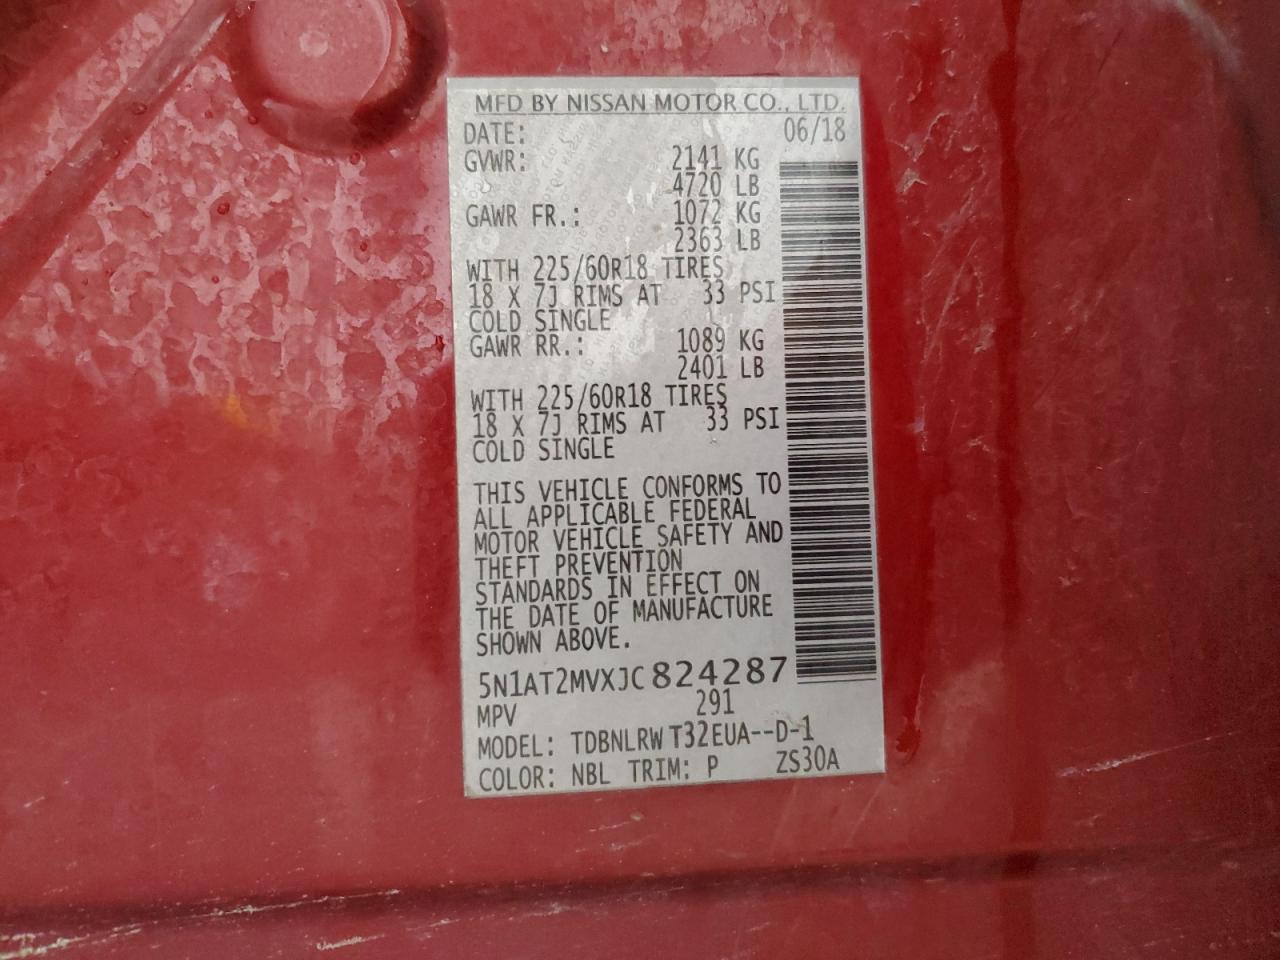 MFD BY NISSAN MOTOR CO., LTD.
DATE: 06/18
GVWR: 2141 KG
4720 LB
GAWR FR.: 1072 KG
2363 LB
WITH 225/60R18 TIRES
18 X 7J RIMS AT 33 PSI
COLD SINGLE
GAWR RR.: 1089 KG
2401 LB
WITH 225/60R18 TIRES
18 X 7J RIMS AT 33 PSI
COLD SINGLE
THIS VEHICLE CONFORMS TO
ALL APPLICABLE FEDERAL
MOTOR VEHICLE SAFETY AND
THEFT PREVENTION
STANDARDS IN EFFECT ON
THE DATE OF MANUFACTURE
SHOWN ABOVE.
5N1AT2MVXJC824287
MPV 291
MODEL: TDBNLRW T32EUA--D-1
COLOR: NBL TRIM: P ZS30A